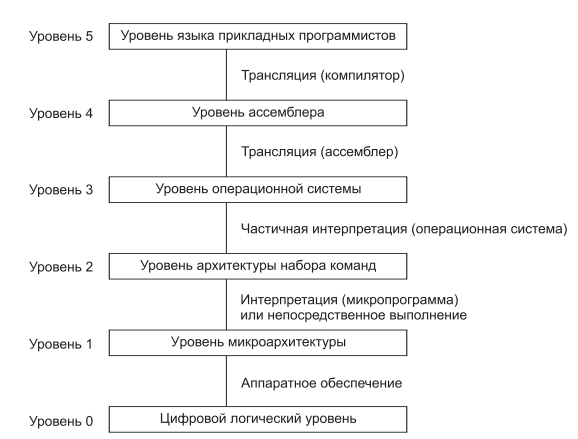 Уровень 5 Уровень языка прикладных программистов
Трансляция (компилятор)
Уровень 4 Уровень ассемблера
Трансляция (ассемблер)
Уровень 3 Уровень операционной системы
Частичная интерпретация (операционная система)
Уровень 2 Уровень архитектуры набора команд
Интерпретация (микропрограмма)
или непосредственное выполнение
Уровень 1 Уровень микроархитектуры
Аппаратное обеспечение
Уровень 0 Цифровой логический уровень